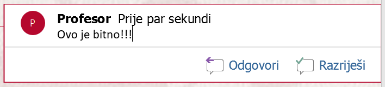 P
Profesor Prije par sekundi
Ovo je bitno!!!
Odgovori Razriješi